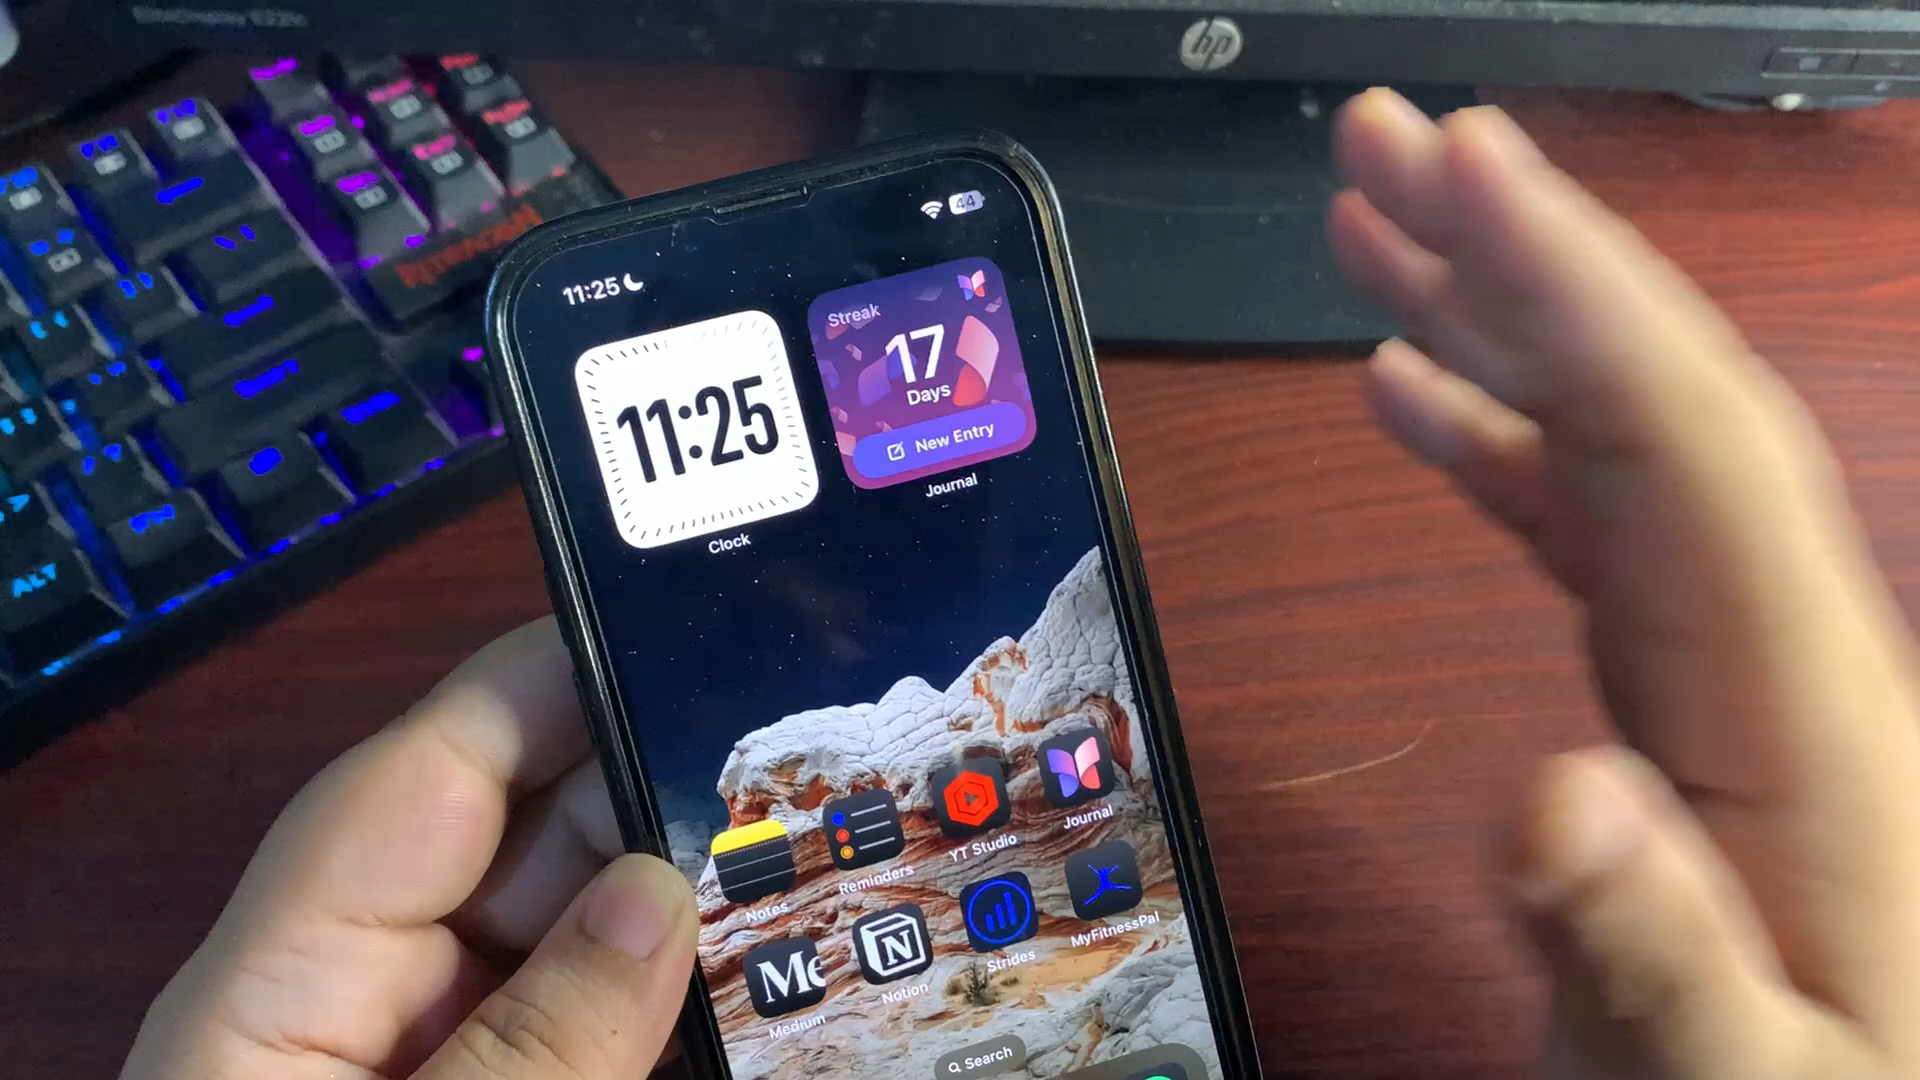 hp
11:25
44
11:25
Clock
Streak
17
Days
New Entry
Journal
Notes
Reminders
YT Studio
Journal
Me
Medium
N
Notion
Strides
MyFitnessPal
Search
ALT